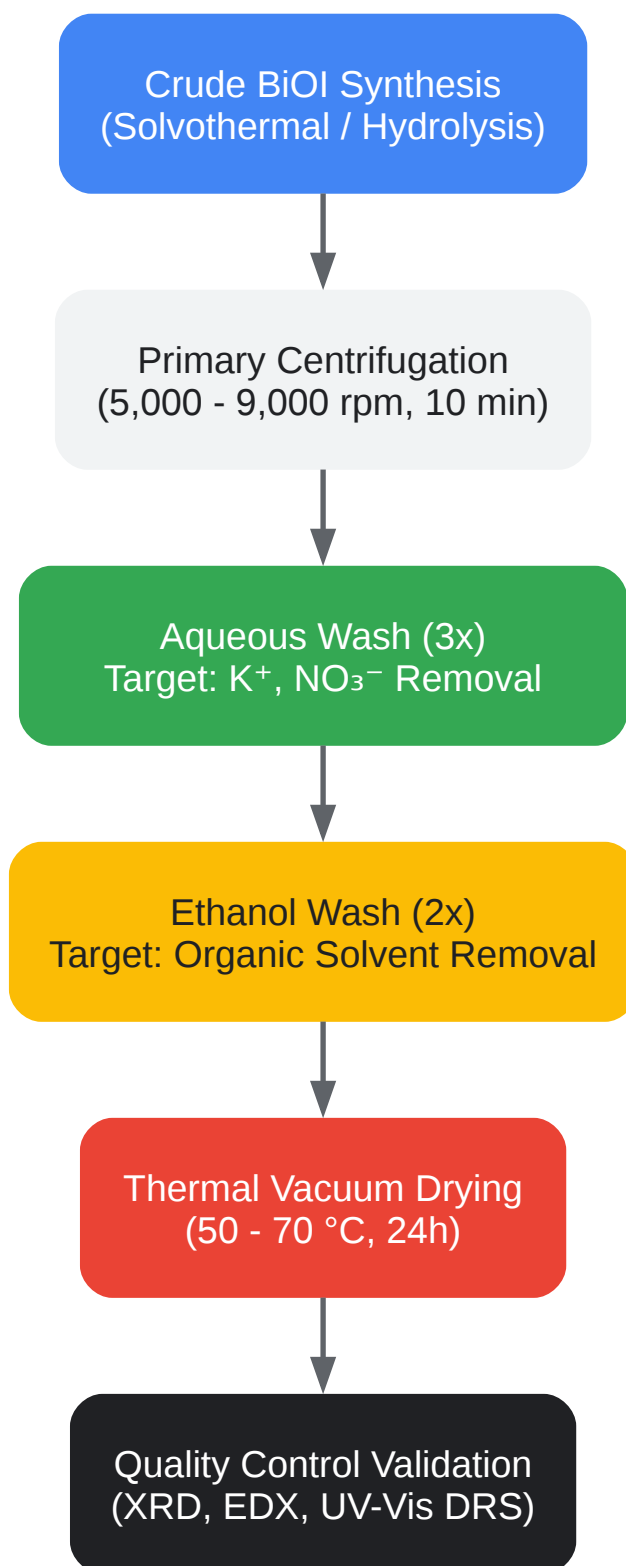 Crude BiOI Synthesis
(Solvothermal / Hydrolysis)
Primary Centrifugation
(5,000 - 9,000 rpm, 10 min)
Aqueous Wash (3x)
Target: K⁺, NO₃⁻ Removal
Ethanol Wash (2x)
Target: Organic Solvent Removal
Thermal Vacuum Drying
(50 - 70 °C, 24h)
Quality Control Validation
(XRD, EDX, UV-Vis DRS)